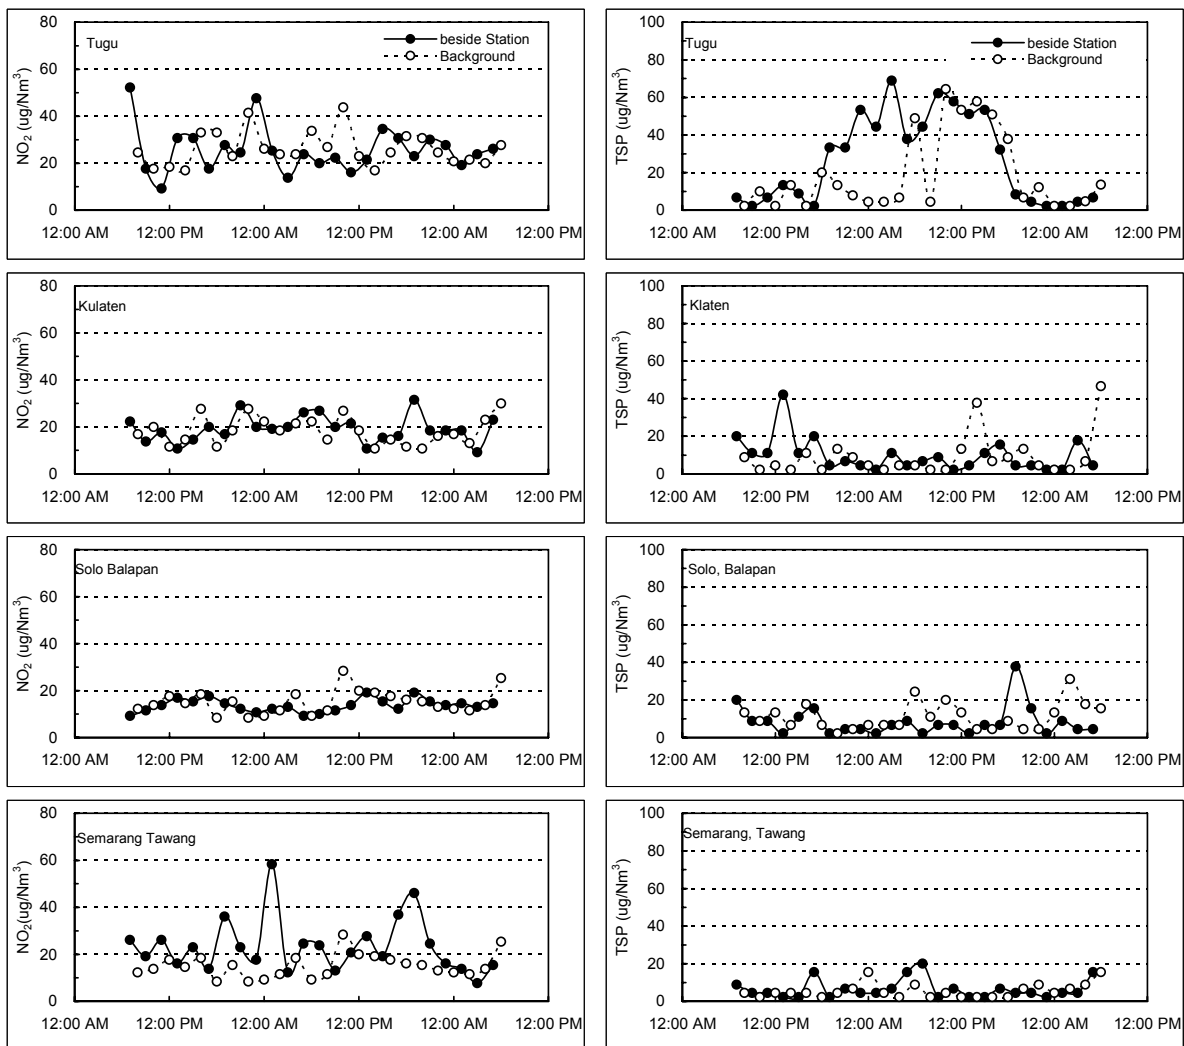 Tugu
beside Station
Background
NO2 (ug/Nm3)
80
60
40
20
0
12:00 AM 12:00 PM 12:00 AM 12:00 PM 12:00 AM 12:00 PM
Tugu
beside Station
Background
TSP (ug/Nm3)
100
80
60
40
20
0
12:00 AM 12:00 PM 12:00 AM 12:00 PM 12:00 AM 12:00 PM
Kulaten
NO2 (ug/Nm3)
80
60
40
20
0
12:00 AM 12:00 PM 12:00 AM 12:00 PM 12:00 AM 12:00 PM
Klaten
TSP (ug/Nm3)
100
80
60
40
20
0
12:00 AM 12:00 PM 12:00 AM 12:00 PM 12:00 AM 12:00 PM
Solo Balapan
NO2 (ug/Nm3)
80
60
40
20
0
12:00 AM 12:00 PM 12:00 AM 12:00 PM 12:00 AM 12:00 PM
Solo, Balapan
TSP (ug/Nm3)
100
80
60
40
20
0
12:00 AM 12:00 PM 12:00 AM 12:00 PM 12:00 AM 12:00 PM
Semarang Tawang
NO2(ug/Nm3)
80
60
40
20
0
12:00 AM 12:00 PM 12:00 AM 12:00 PM 12:00 AM 12:00 PM
Semarang, Tawang
TSP (ug/Nm3)
100
80
60
40
20
0
12:00 AM 12:00 PM 12:00 AM 12:00 PM 12:00 AM 12:00 PM